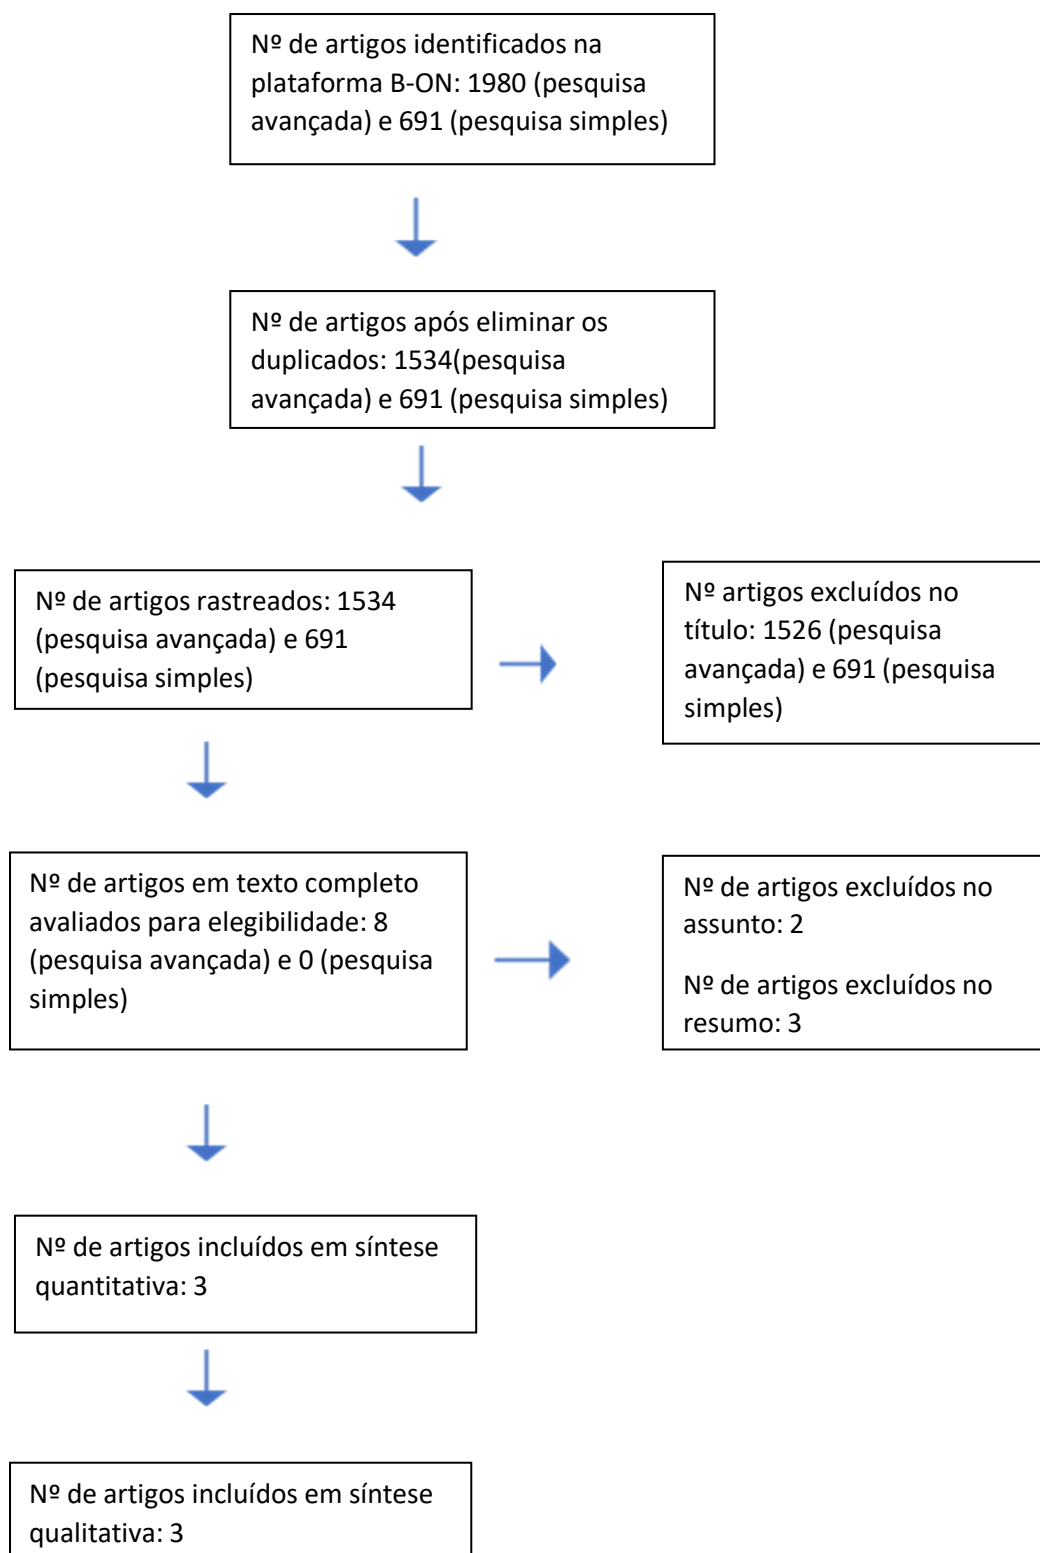 Nº de artigos identificados na
plataforma B-ON: 1980 (pesquisa
avançada) e 691 (pesquisa simples)
Nº de artigos após eliminar os
duplicados: 1534(pesquisa
avançada) e 691 (pesquisa simples)
Nº de artigos rastreados: 1534
(pesquisa avançada) e 691
(pesquisa simples)
Nº artigos excluídos no
título: 1526 (pesquisa
avançada) e 691 (pesquisa
simples)
Nº de artigos em texto completo
avaliados para elegibilidade: 8
(pesquisa avançada) e 0 (pesquisa
simples)
Nº de artigos excluídos no
assunto: 2
Nº de artigos excluídos no
resumo: 3
Nº de artigos incluídos em síntese
quantitativa: 3
Nº de artigos incluídos em síntese
qualitativa: 3